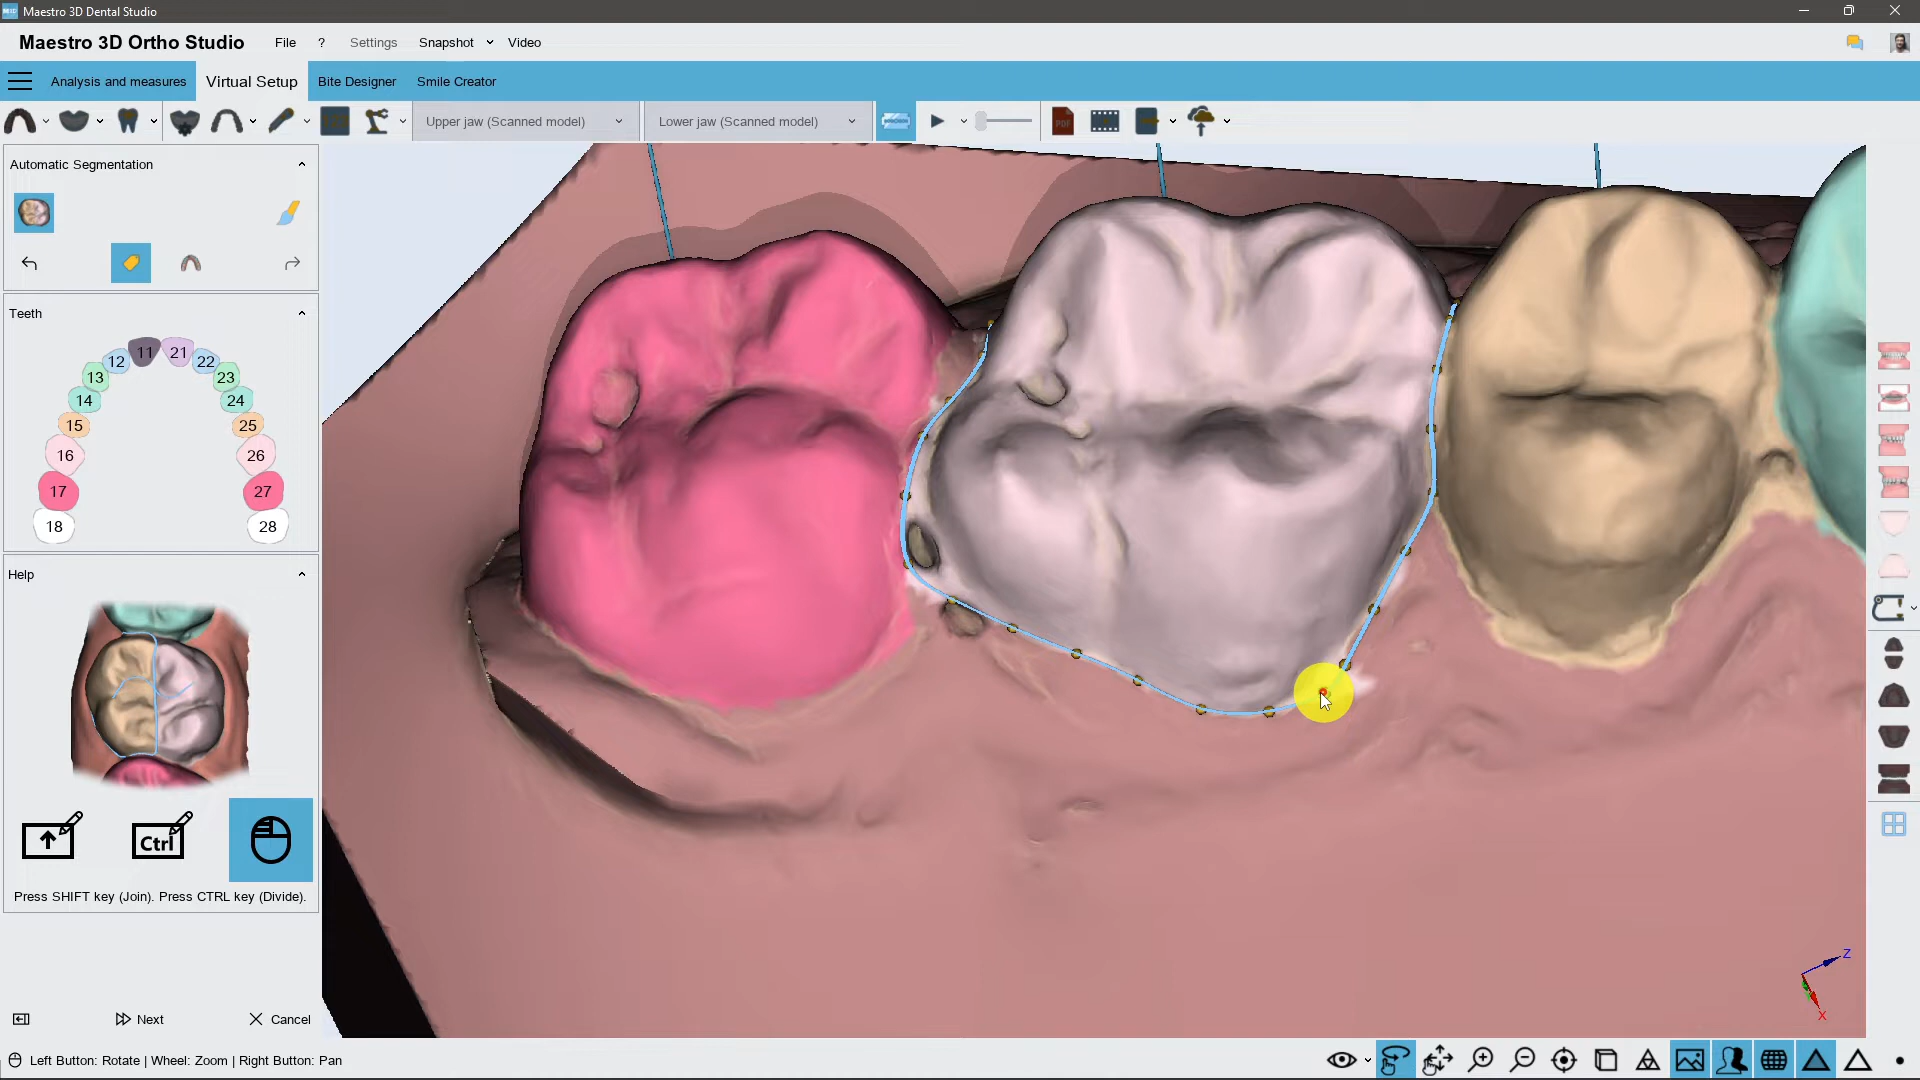 Maestro 3D Dental Studio
Maestro 3D Ortho Studio File ? Settings Snapshot Video
Analysis and measures Virtual Setup Bite Designer Smile Creator
Upper jaw (Scanned model) Lower jaw (Scanned model)
PDF
Automatic Segmentation
Teeth
11 21
12 22
13 23
14 24
15 25
16 26
17 27
18 28
Help
Ctrl
Press SHIFT key (Join). Press CTRL key (Divide).
Z
X
Next Cancel
Left Button: Rotate | Wheel: Zoom | Right Button: Pan